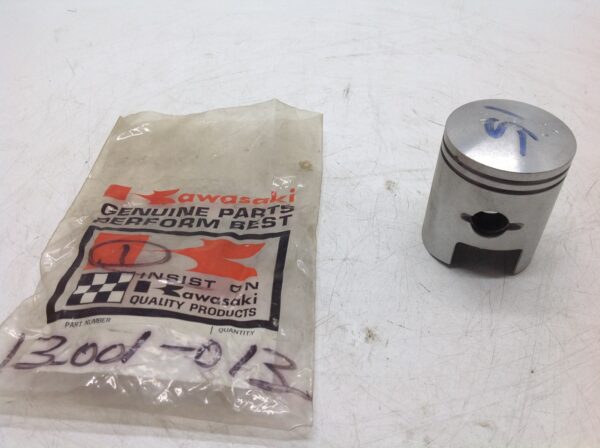 Kawasaki
GENUINE PARTS
PERFORM BEST
1
INSIST ON
Kawasaki
QUALITY PRODUCTS
PART NUMBER
QUANTITY
13001-013